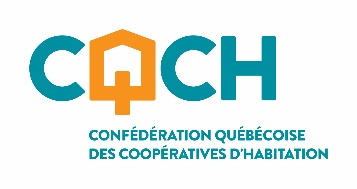 CQCH
CONFÉDÉRATION QUÉBÉCOISE
DES COOPÉRATIVES D'HABITATION